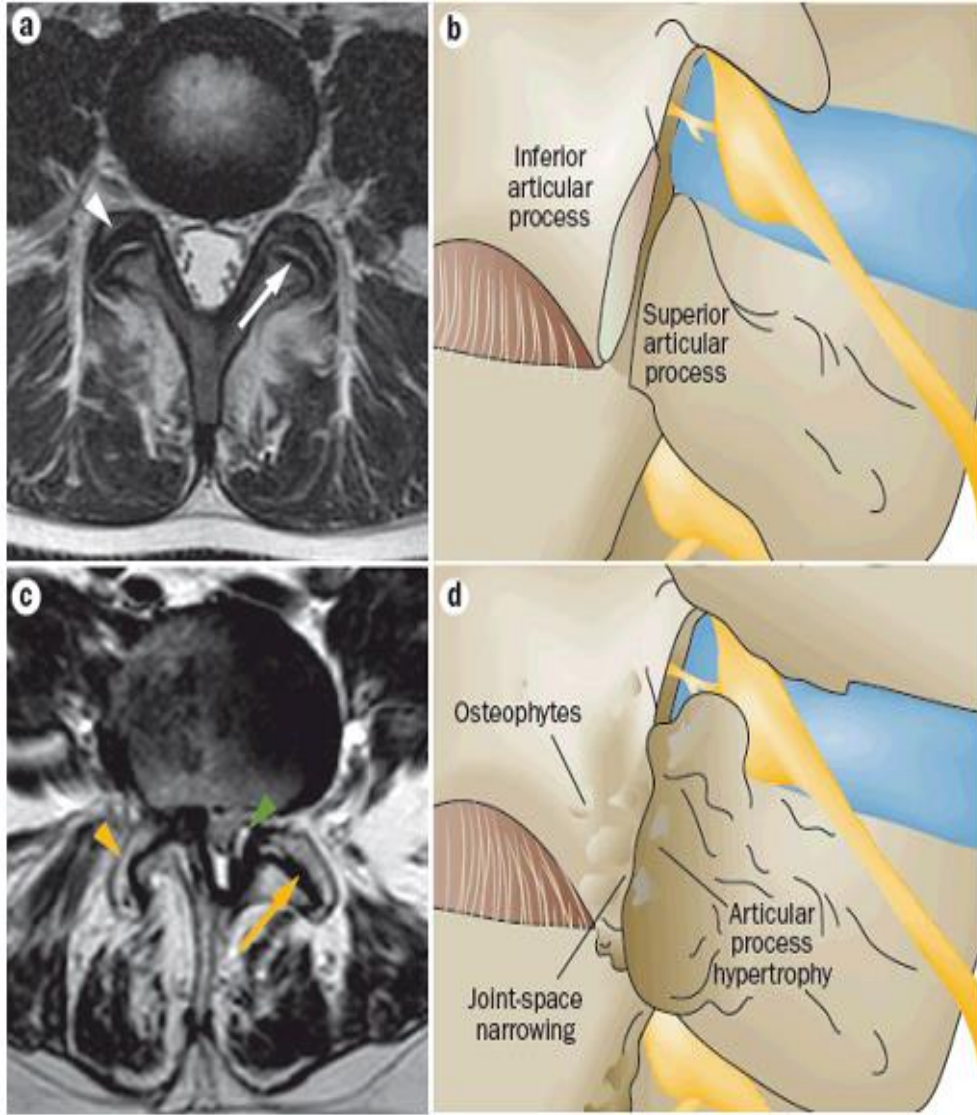 a
b
Inferior
articular
process
Superior
articular
process
c
d
Osteophytes
Articular
process
hypertrophy
Joint-space
narrowing